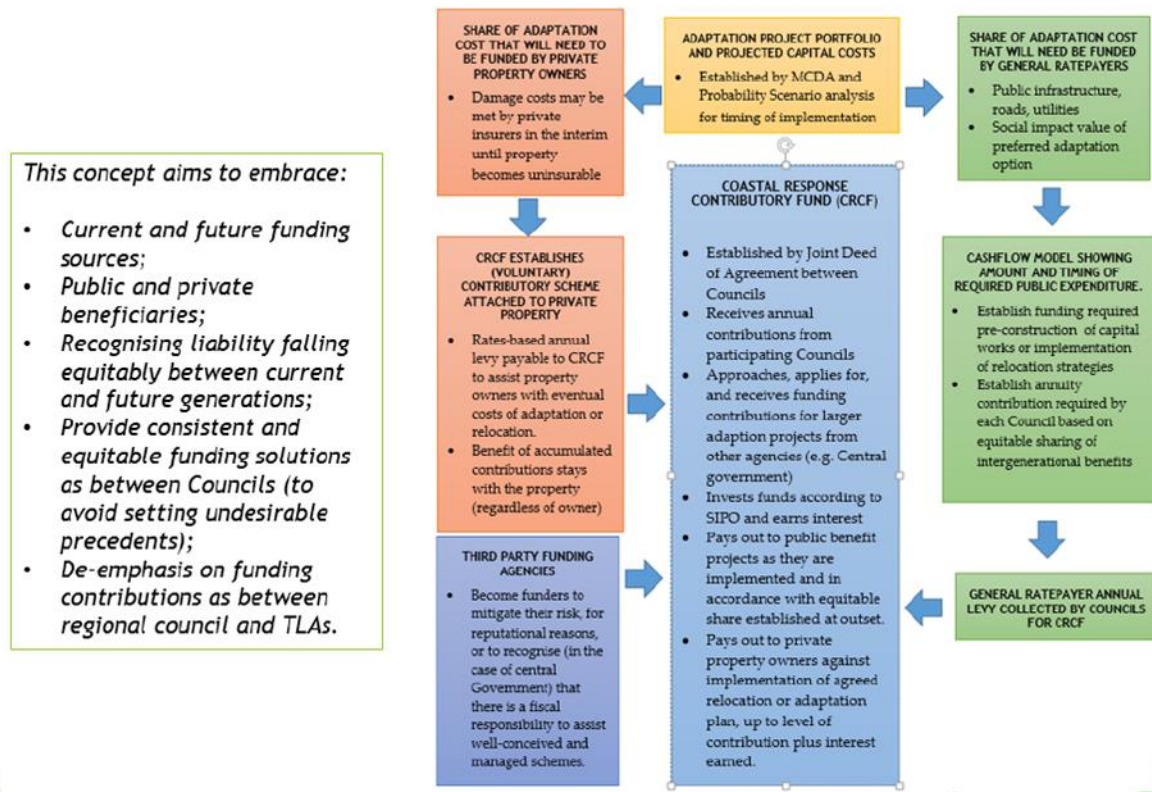 This concept aims to embrace:
• Current and future funding
sources;
• Public and private
beneficiaries;
• Recognising liability falling
equitably between current
and future generations;
• Provide consistent and
equitable funding solutions
as between Councils (to
avoid setting undesirable
precedents);
• De-emphasis on funding
contributions as between
regional council and TLAs.
SHARE OF ADAPTATION
COST THAT WILL NEED TO
BE FUNDED BY PRIVATE
PROPERTY OWNERS
• Damage costs may be
met by private
insurers in the interim
until property
becomes uninsurable
CRCF ESTABLISHES
(VOLUNTARY)
CONTRIBUTORY SCHEME
ATTACHED TO PRIVATE
PROPERTY
• Rates-based annual
levy payable to CRCF
to assist property
owners with eventual
costs of adaptation or
relocation.
• Benefit of accumulated
contributions stays
with the property
(regardless of owner)
THIRD PARTY FUNDING
AGENCIES
• Become funders to
mitigate their risk, for
reputational reasons,
or to recognise (in the
case of central
Government) that
there is a fiscal
responsibility to assist
well-conceived and
managed schemes.
ADAPTATION PROJECT PORTFOLIO
AND PROJECTED CAPITAL COSTS
• Established by MCDA and
Probability Scenario analysis
for timing of implementation
COASTAL RESPONSE
CONTRIBUTORY FUND (CRCF)
• Established by Joint Deed
of Agreement between
Councils
• Receives annual
contributions from
participating Councils
• Approaches, applies for,
and receives funding
contributions for larger
adaption projects from
other agencies (e.g. Central
government)
• Invests funds according to
SIPO and earns interest
• Pays out to public benefit
projects as they are
implemented and in
accordance with equitable
share established at outset.
• Pays out to private
property owners against
implementation of agreed
relocation or adaptation
plan, up to level of
contribution plus interest
earned.
SHARE OF ADAPTATION COST
THAT WILL NEED BE FUNDED
BY GENERAL RATEPAYERS
• Public infrastructure,
roads, utilities
• Social impact value of
preferred adaptation
option
CASHFLOW MODEL SHOWING
AMOUNT AND TIMING OF
REQUIRED PUBLIC EXPENDITURE.
• Establish funding required
pre-construction of capital
works or implementation
of relocation strategies
• Establish annuity
contribution required by
each Council based on
equitable sharing of
intergenerational benefits
GENERAL RATEPAYER ANNUAL
LEVY COLLECTED BY COUNCILS
FOR CRCF